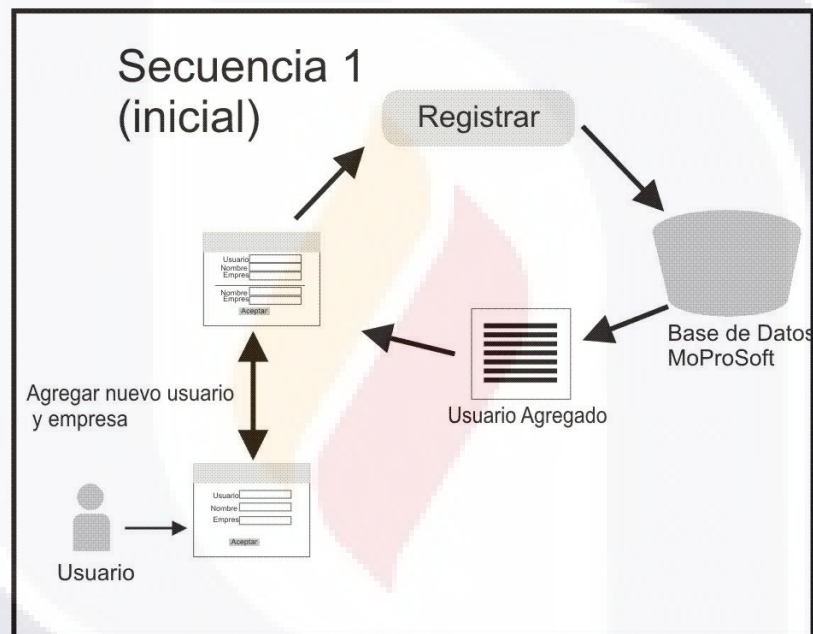 Secuencia 1
(inicial)
Registrar
Usuario
Nombre
Empres
Nombre
Empres
Aceptar
Base de Datos
MoProSoft
Usuario Agregado
Agregar nuevo usuario
y empresa
Usuario
Nombre
Empres
Aceptar
Usuario